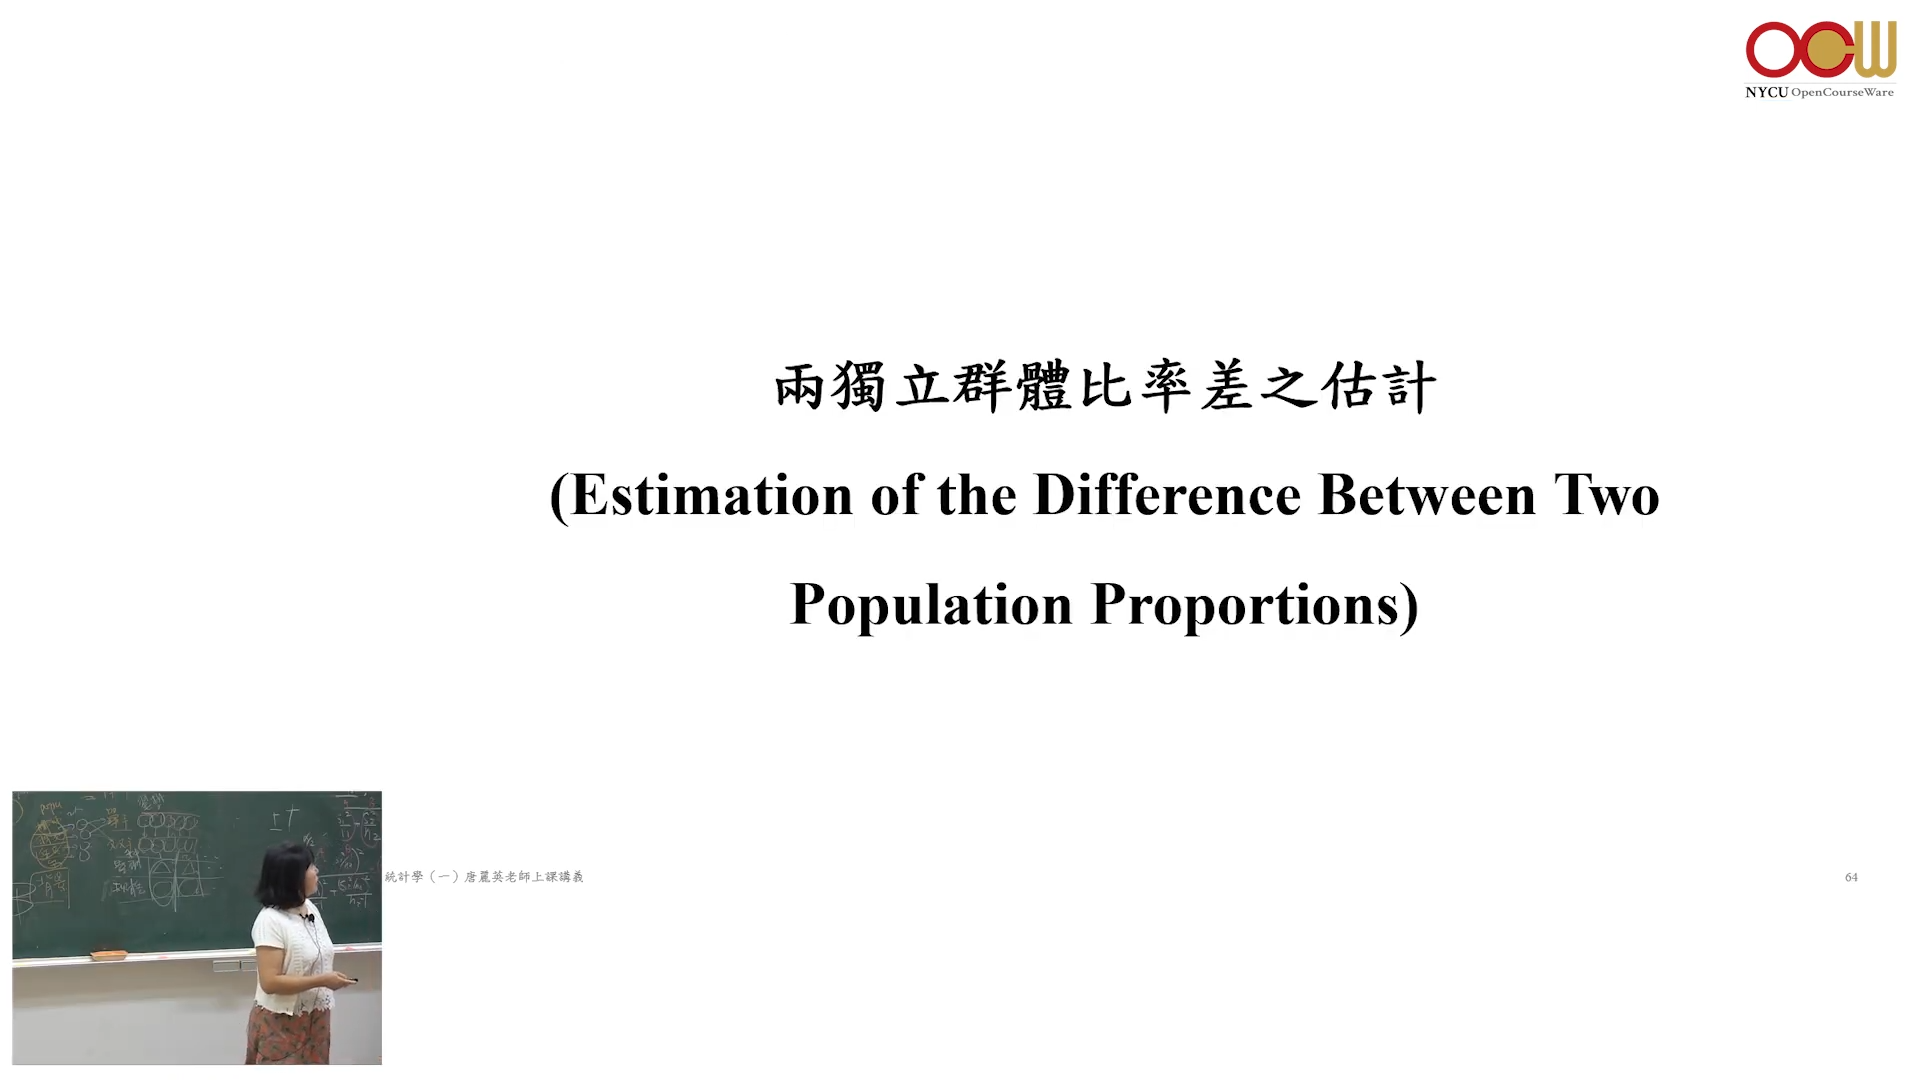 OCW
NYCU OpenCourseWare
兩獨立群體比率差之估計
(Estimation of the Difference Between Two
Population Proportions)
統計學（一）唐麗英老師上課講義
64